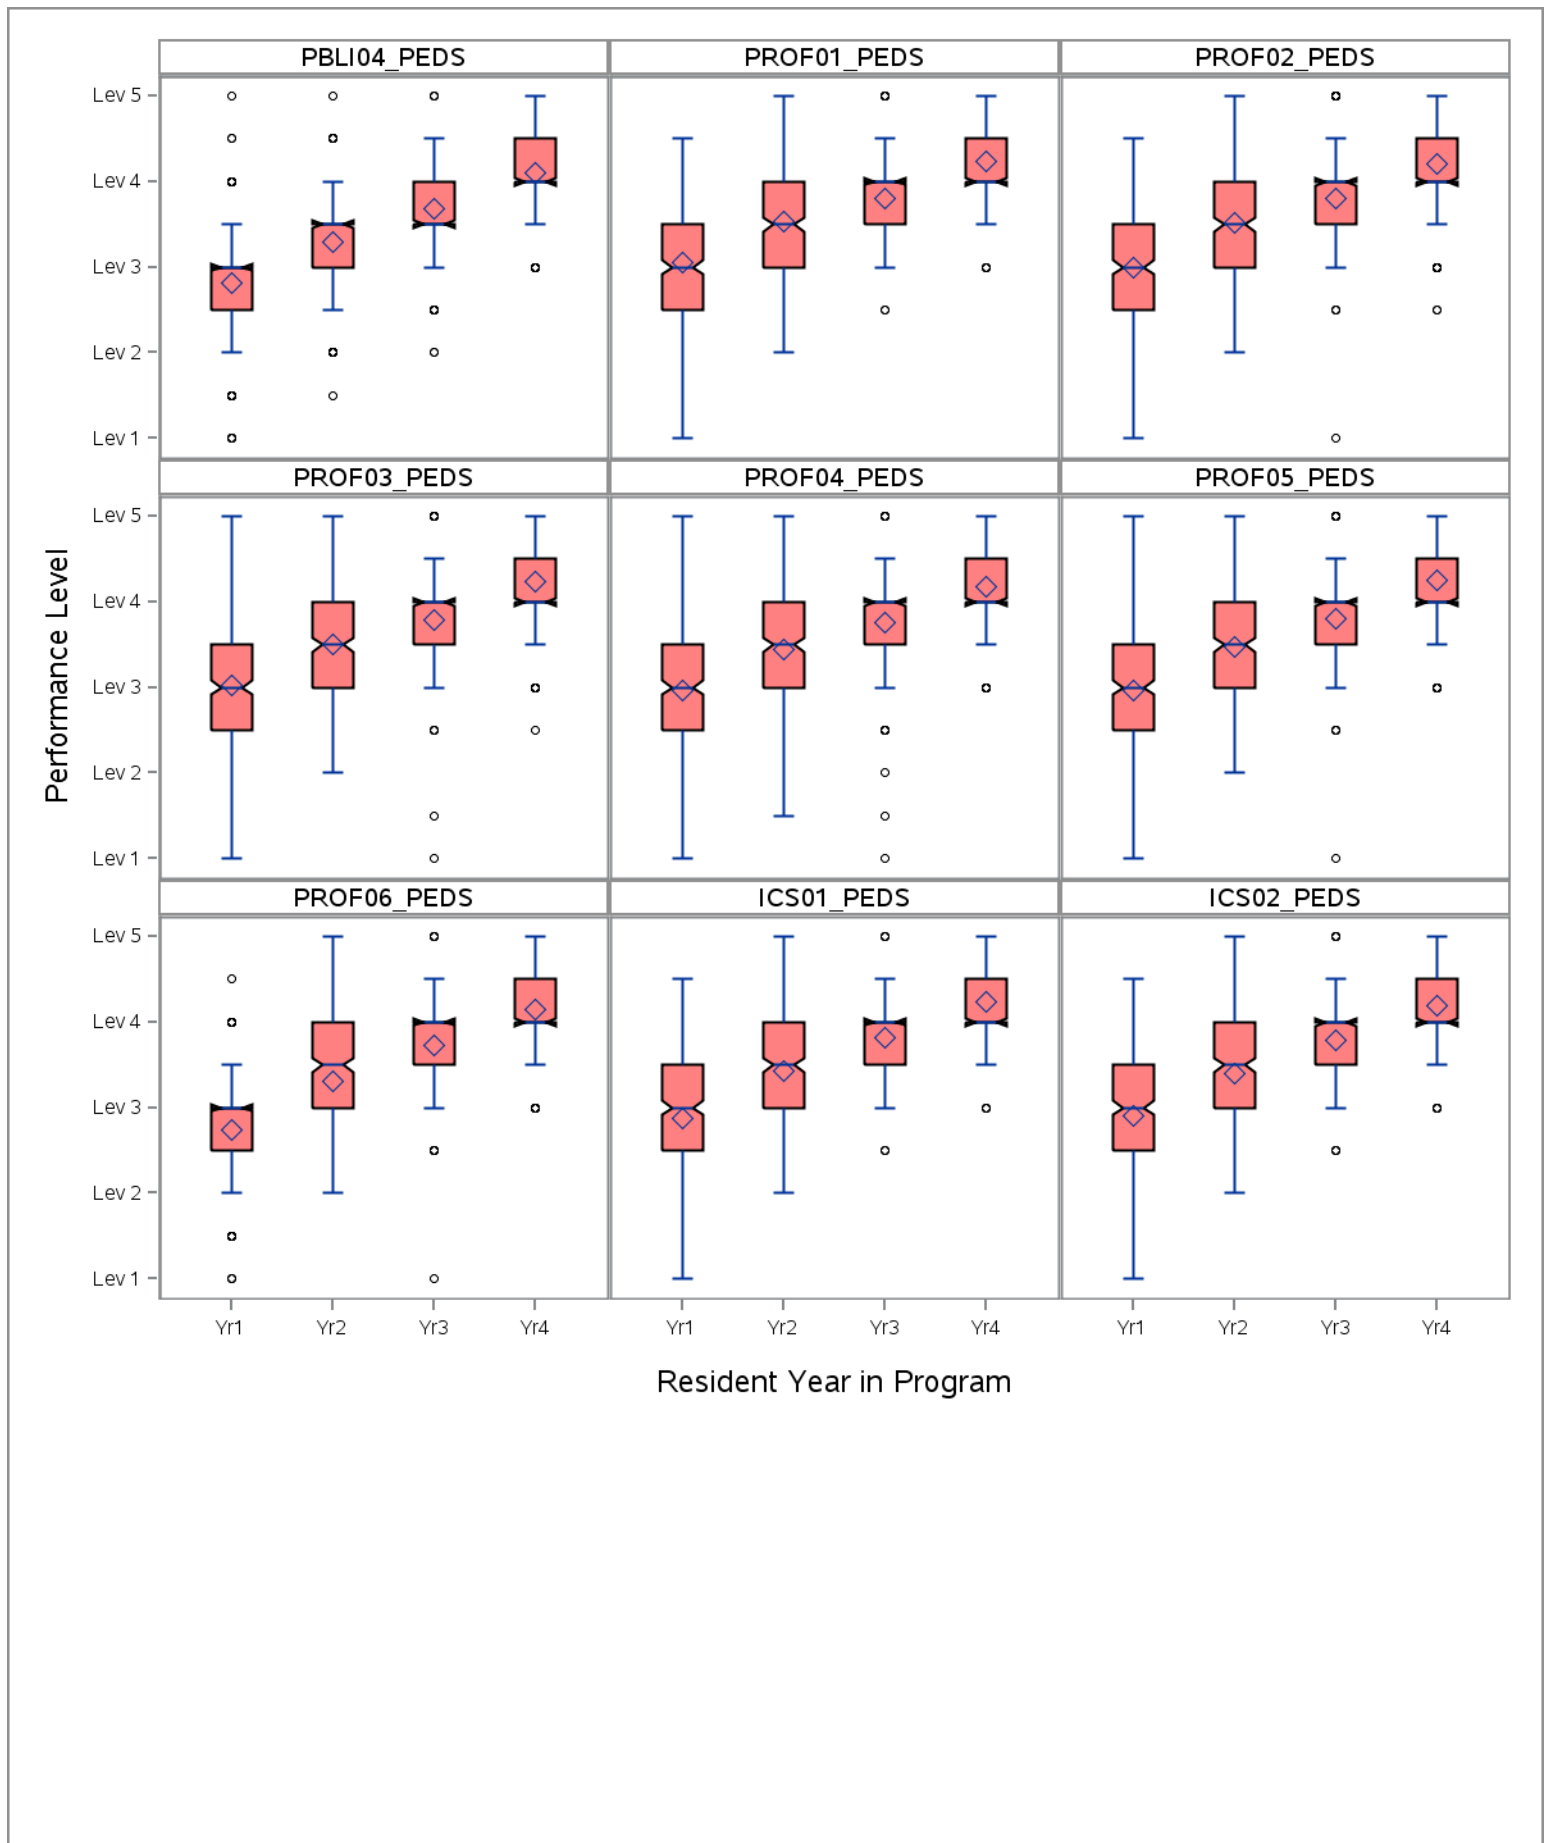 PBLI04_PEDS PROF01_PEDS PROF02_PEDS
Lev 5
Lev 4
Lev 3
Lev 2
Lev 1
PROF03_PEDS PROF04_PEDS PROF05_PEDS
Performance Level
Lev 5
Lev 4
Lev 3
Lev 2
Lev 1
PROF06_PEDS ICS01_PEDS ICS02_PEDS
Lev 5
Lev 4
Lev 3
Lev 2
Lev 1
Yr1 Yr2 Yr3 Yr4 Yr1 Yr2 Yr3 Yr4 Yr1 Yr2 Yr3 Yr4
Resident Year in Program